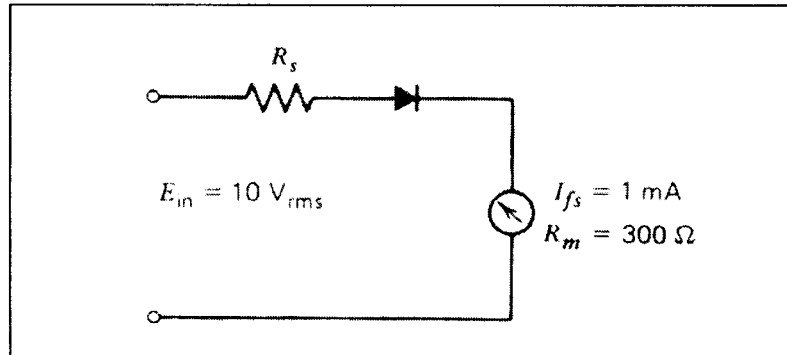 R_s
E_in = 10 V_rms
I_fs = 1 mA
R_m = 300 Ω